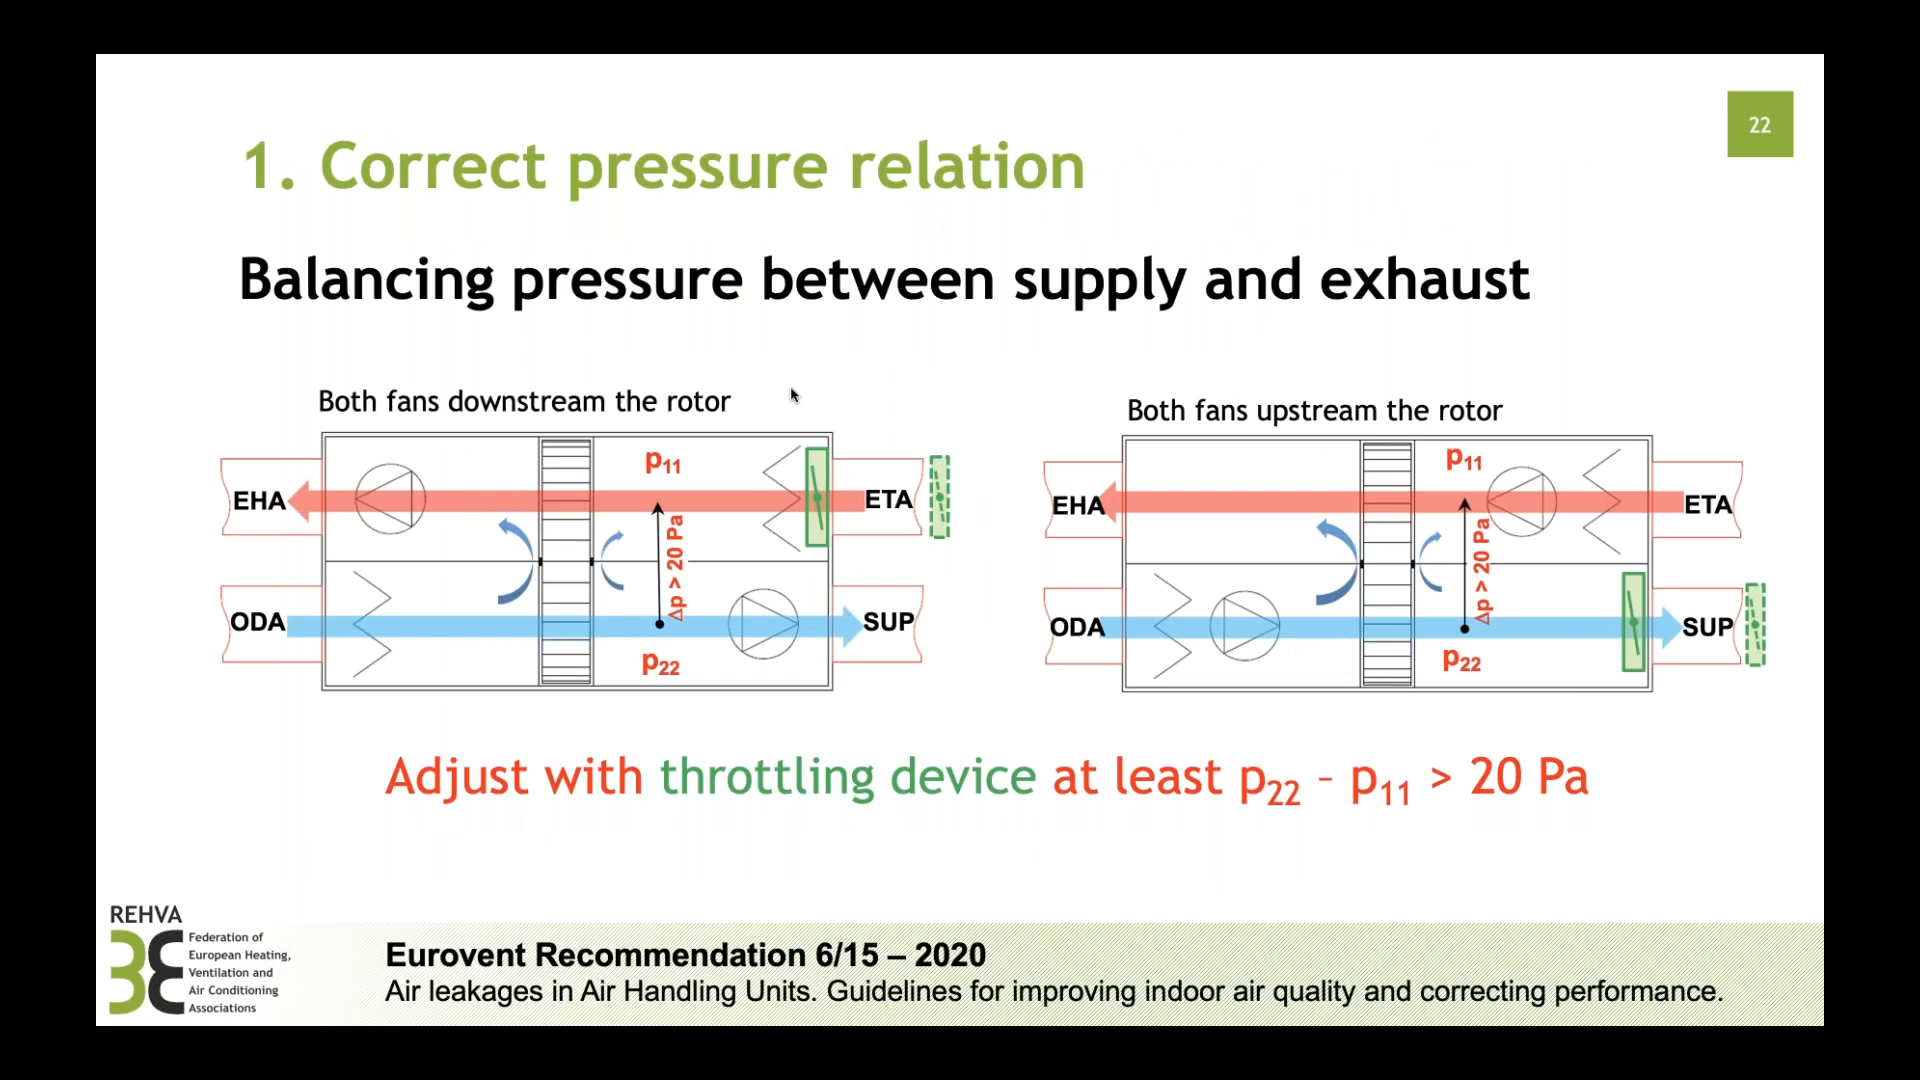 22
1. Correct pressure relation
Balancing pressure between supply and exhaust
Both fans downstream the rotor
EHA
p11
ETA
Δp > 20 Pa
ODA
SUP
p22
Both fans upstream the rotor
EHA
p11
ETA
Δp > 20 Pa
ODA
SUP
p22
Adjust with throttling device at least p22 – p11 > 20 Pa
REHVA
Federation of
European Heating,
Ventilation and
Air Conditioning
Associations
Eurovent Recommendation 6/15 – 2020
Air leakages in Air Handling Units. Guidelines for improving indoor air quality and correcting performance.